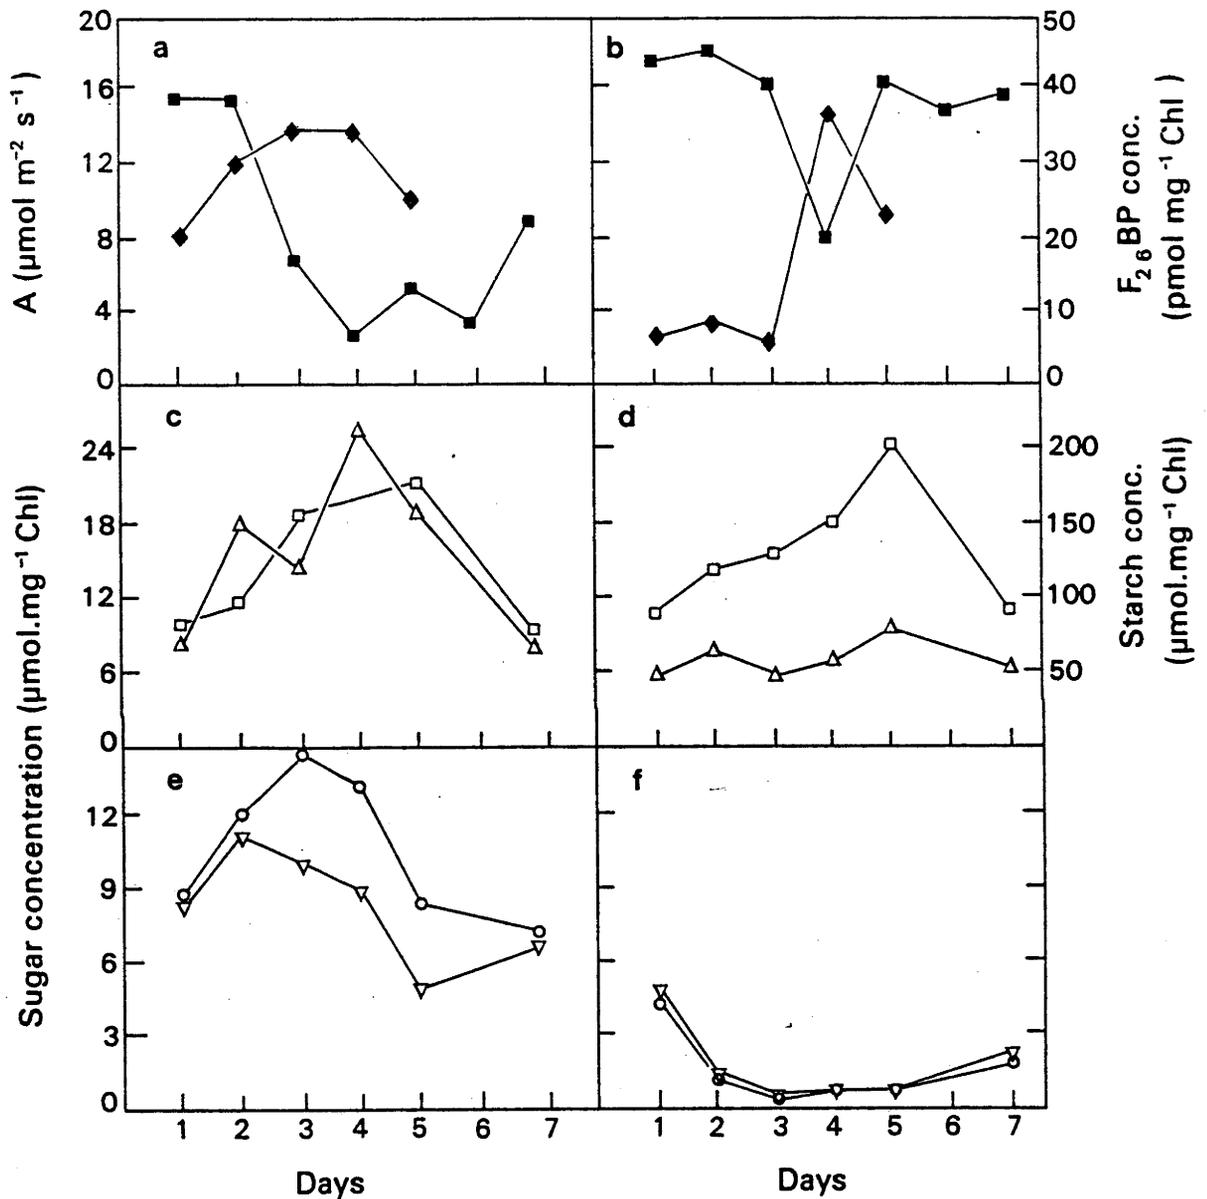 a
20
16
12
8
4
0
A (μmol m⁻² s⁻¹ )
b
50
40
30
20
10
0
F₂₆BP conc.
(pmol mg⁻¹ Chl )
c
24
18
12
6
0
d
200
150
100
50
Starch conc.
(μmol.mg⁻¹ Chl)
Sugar concentration (μmol.mg⁻¹ Chl)
e
12
9
6
3
0
1 2 3 4 5 6 7
Days
f
1 2 3 4 5 6 7
Days